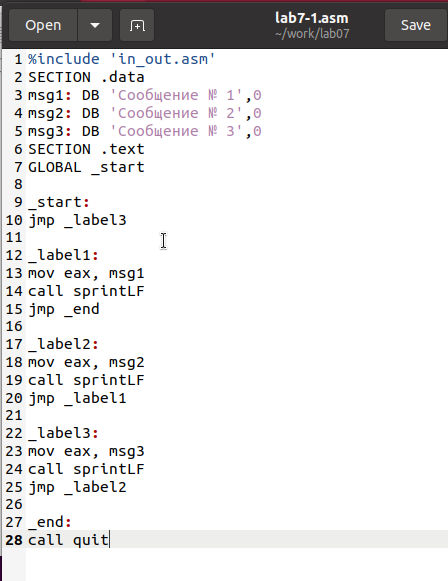 Open
lab7-1.asm
~/work/lab07
Save
1 %include 'in_out.asm'
2 SECTION .data
3 msg1: DB 'Сообщение № 1',0
4 msg2: DB 'Сообщение № 2',0
5 msg3: DB 'Сообщение № 3',0
6 SECTION .text
7 GLOBAL _start
8
9 _start:
10 jmp _label3
11
12 _label1:
13 mov eax, msg1
14 call sprintLF
15 jmp _end
16
17 _label2:
18 mov eax, msg2
19 call sprintLF
20 jmp _label1
21
22 _label3:
23 mov eax, msg3
24 call sprintLF
25 jmp _label2
26
27 _end:
28 call quit